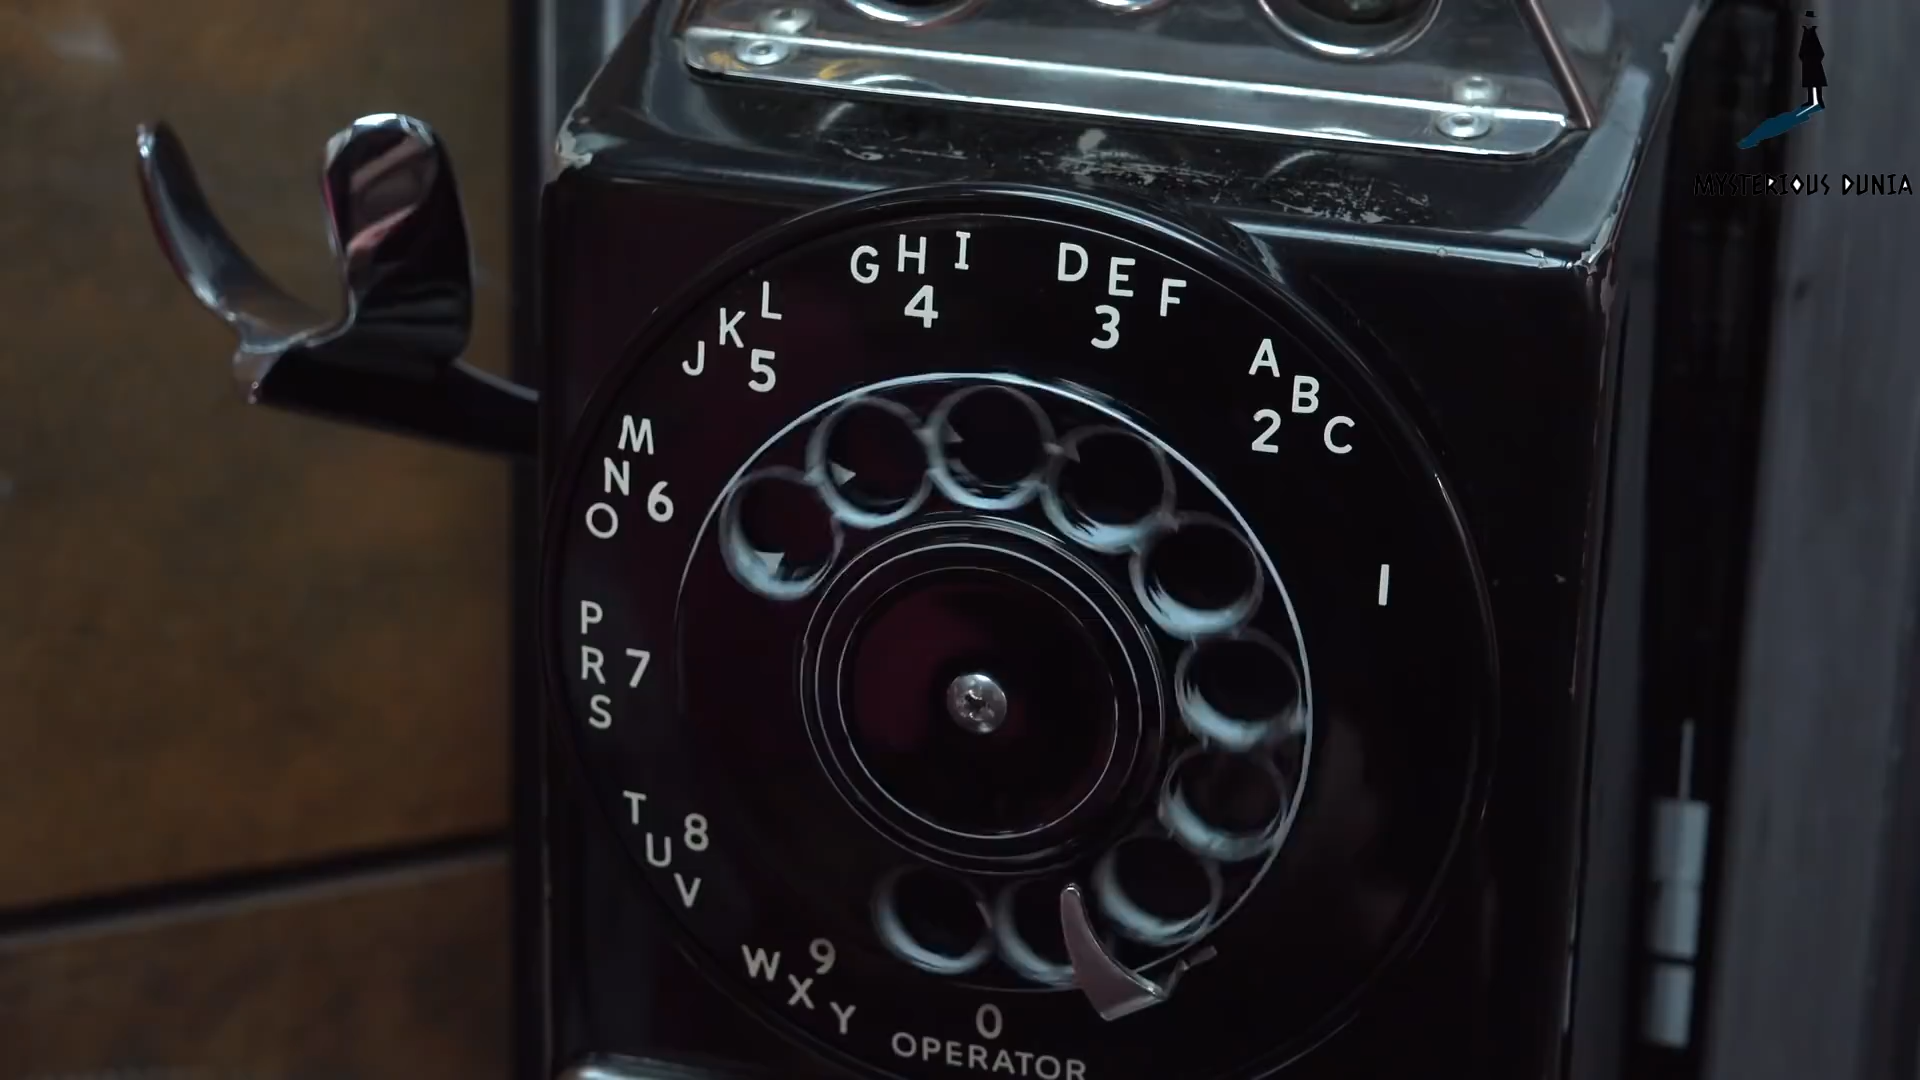 MYSTERIOUS DUNIA
GHI
4
DEF
3
ABC
2
JKL
5
MNO
6
1
PRS
7
TUV
8
WXY
9
0
OPERATOR